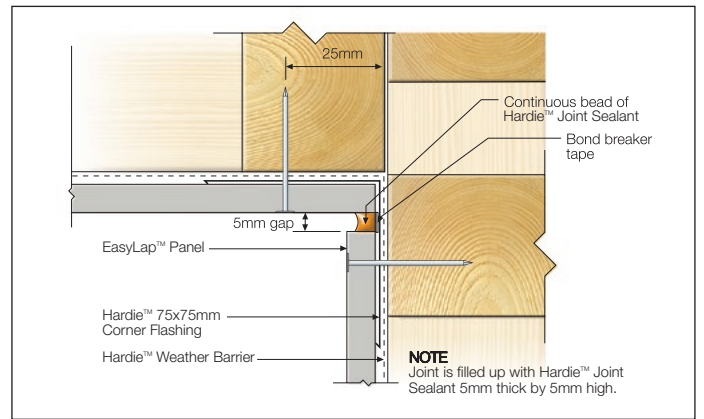 25mm
Continuous bead of
Hardie™ Joint Sealant
Bond breaker
tape
5mm gap
EasyLap™ Panel
Hardie™ 75x75mm
Corner Flashing
Hardie™ Weather Barrier
NOTE
Joint is filled up with Hardie™ Joint
Sealant 5mm thick by 5mm high.